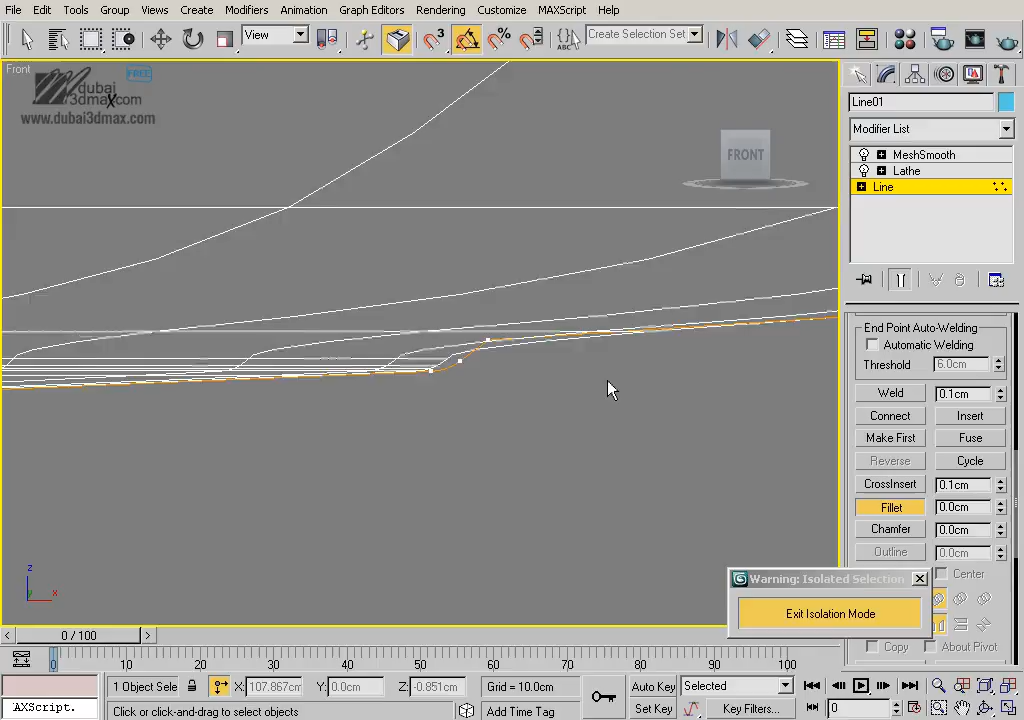 File Edit Tools Group Views Create Modifiers Animation Graph Editors Rendering Customize MAXScript Help
View
3
%
ABC
Create Selection Set
Front
FREE
dubai
3dmax.com
www.dubai3dmax.com
FRONT
Line01
Modifier List
MeshSmooth
Lathe
Line
End Point Auto-Welding
Automatic Welding
Threshold 6.0cm
Weld 0.1cm
Connect Insert
Make First Fuse
Reverse Cycle
CrossInsert 0.1cm
Fillet 0.0cm
Chamfer 0.0cm
Outline 0.0cm
Center
Copy About Pivot
Warning: Isolated Selection
Exit Isolation Mode
z
y x
0 / 100
0 10 20 30 40 50 60 70 80 90 100
1 Object Sele X: 107.867cm Y: 0.0cm Z: -0.851cm Grid = 10.0cm Auto Key Selected
'AXScript. Click or click-and-drag to select objects Add Time Tag Set Key Key Filters... 0